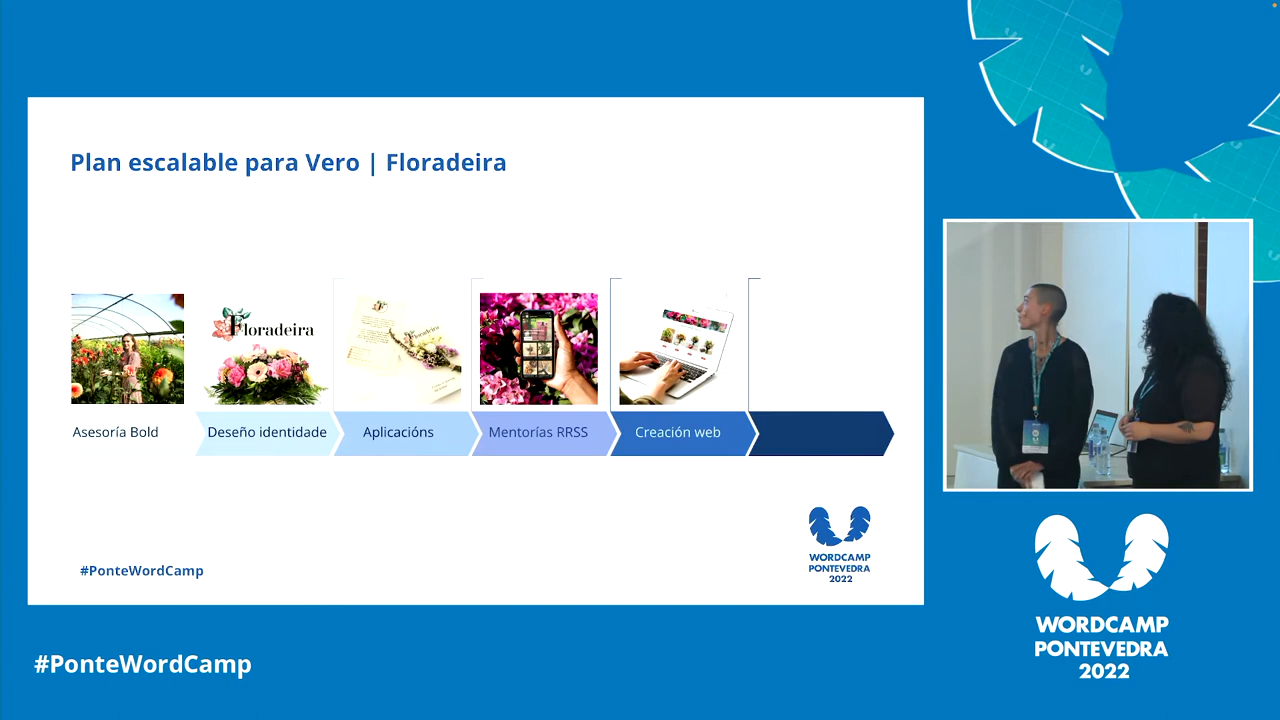 Plan escalable para Vero | Floradeira
Floradeira
Floradeira
Asesoría Bold
Deseño identidade
Aplicacións
Mentorías RRSS
Creación web
WORDCAMP
PONTEVEDRA
2022
#PonteWordCamp
#PonteWordCamp
WORDCAMP
PONTEVEDRA
2022